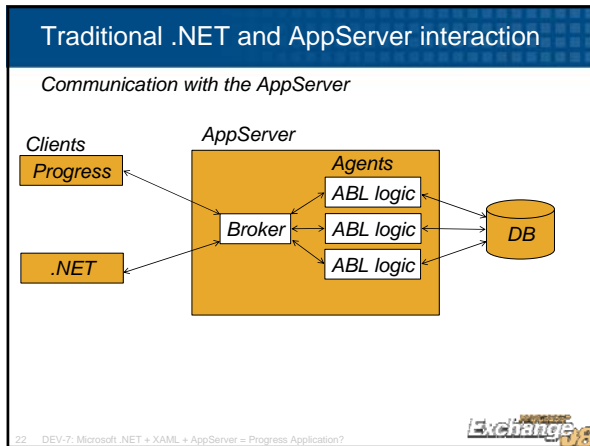 Traditional .NET and AppServer interaction
Communication with the AppServer
AppServer
Clients
Agents
Progress
ABL logic
Broker
ABL logic
DB
.NET
ABL logic
22 DEV-7: Microsoft .NET + XAML + AppServer = Progress Application?
Exchange